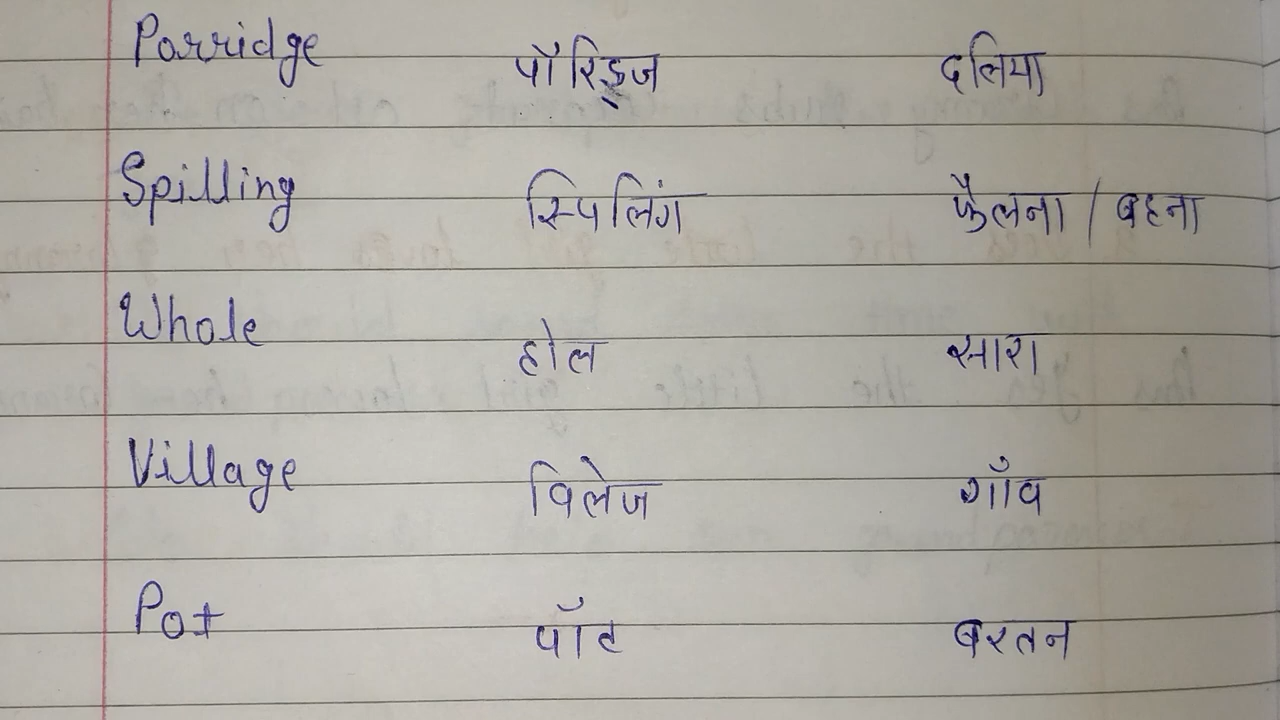 Porridge पॉरिड्ज दलिया
Spilling स्पिलिंग फैलना / बहना
Whole होल सारा
Village विलेज गाँव
Pot पॉट बरतन